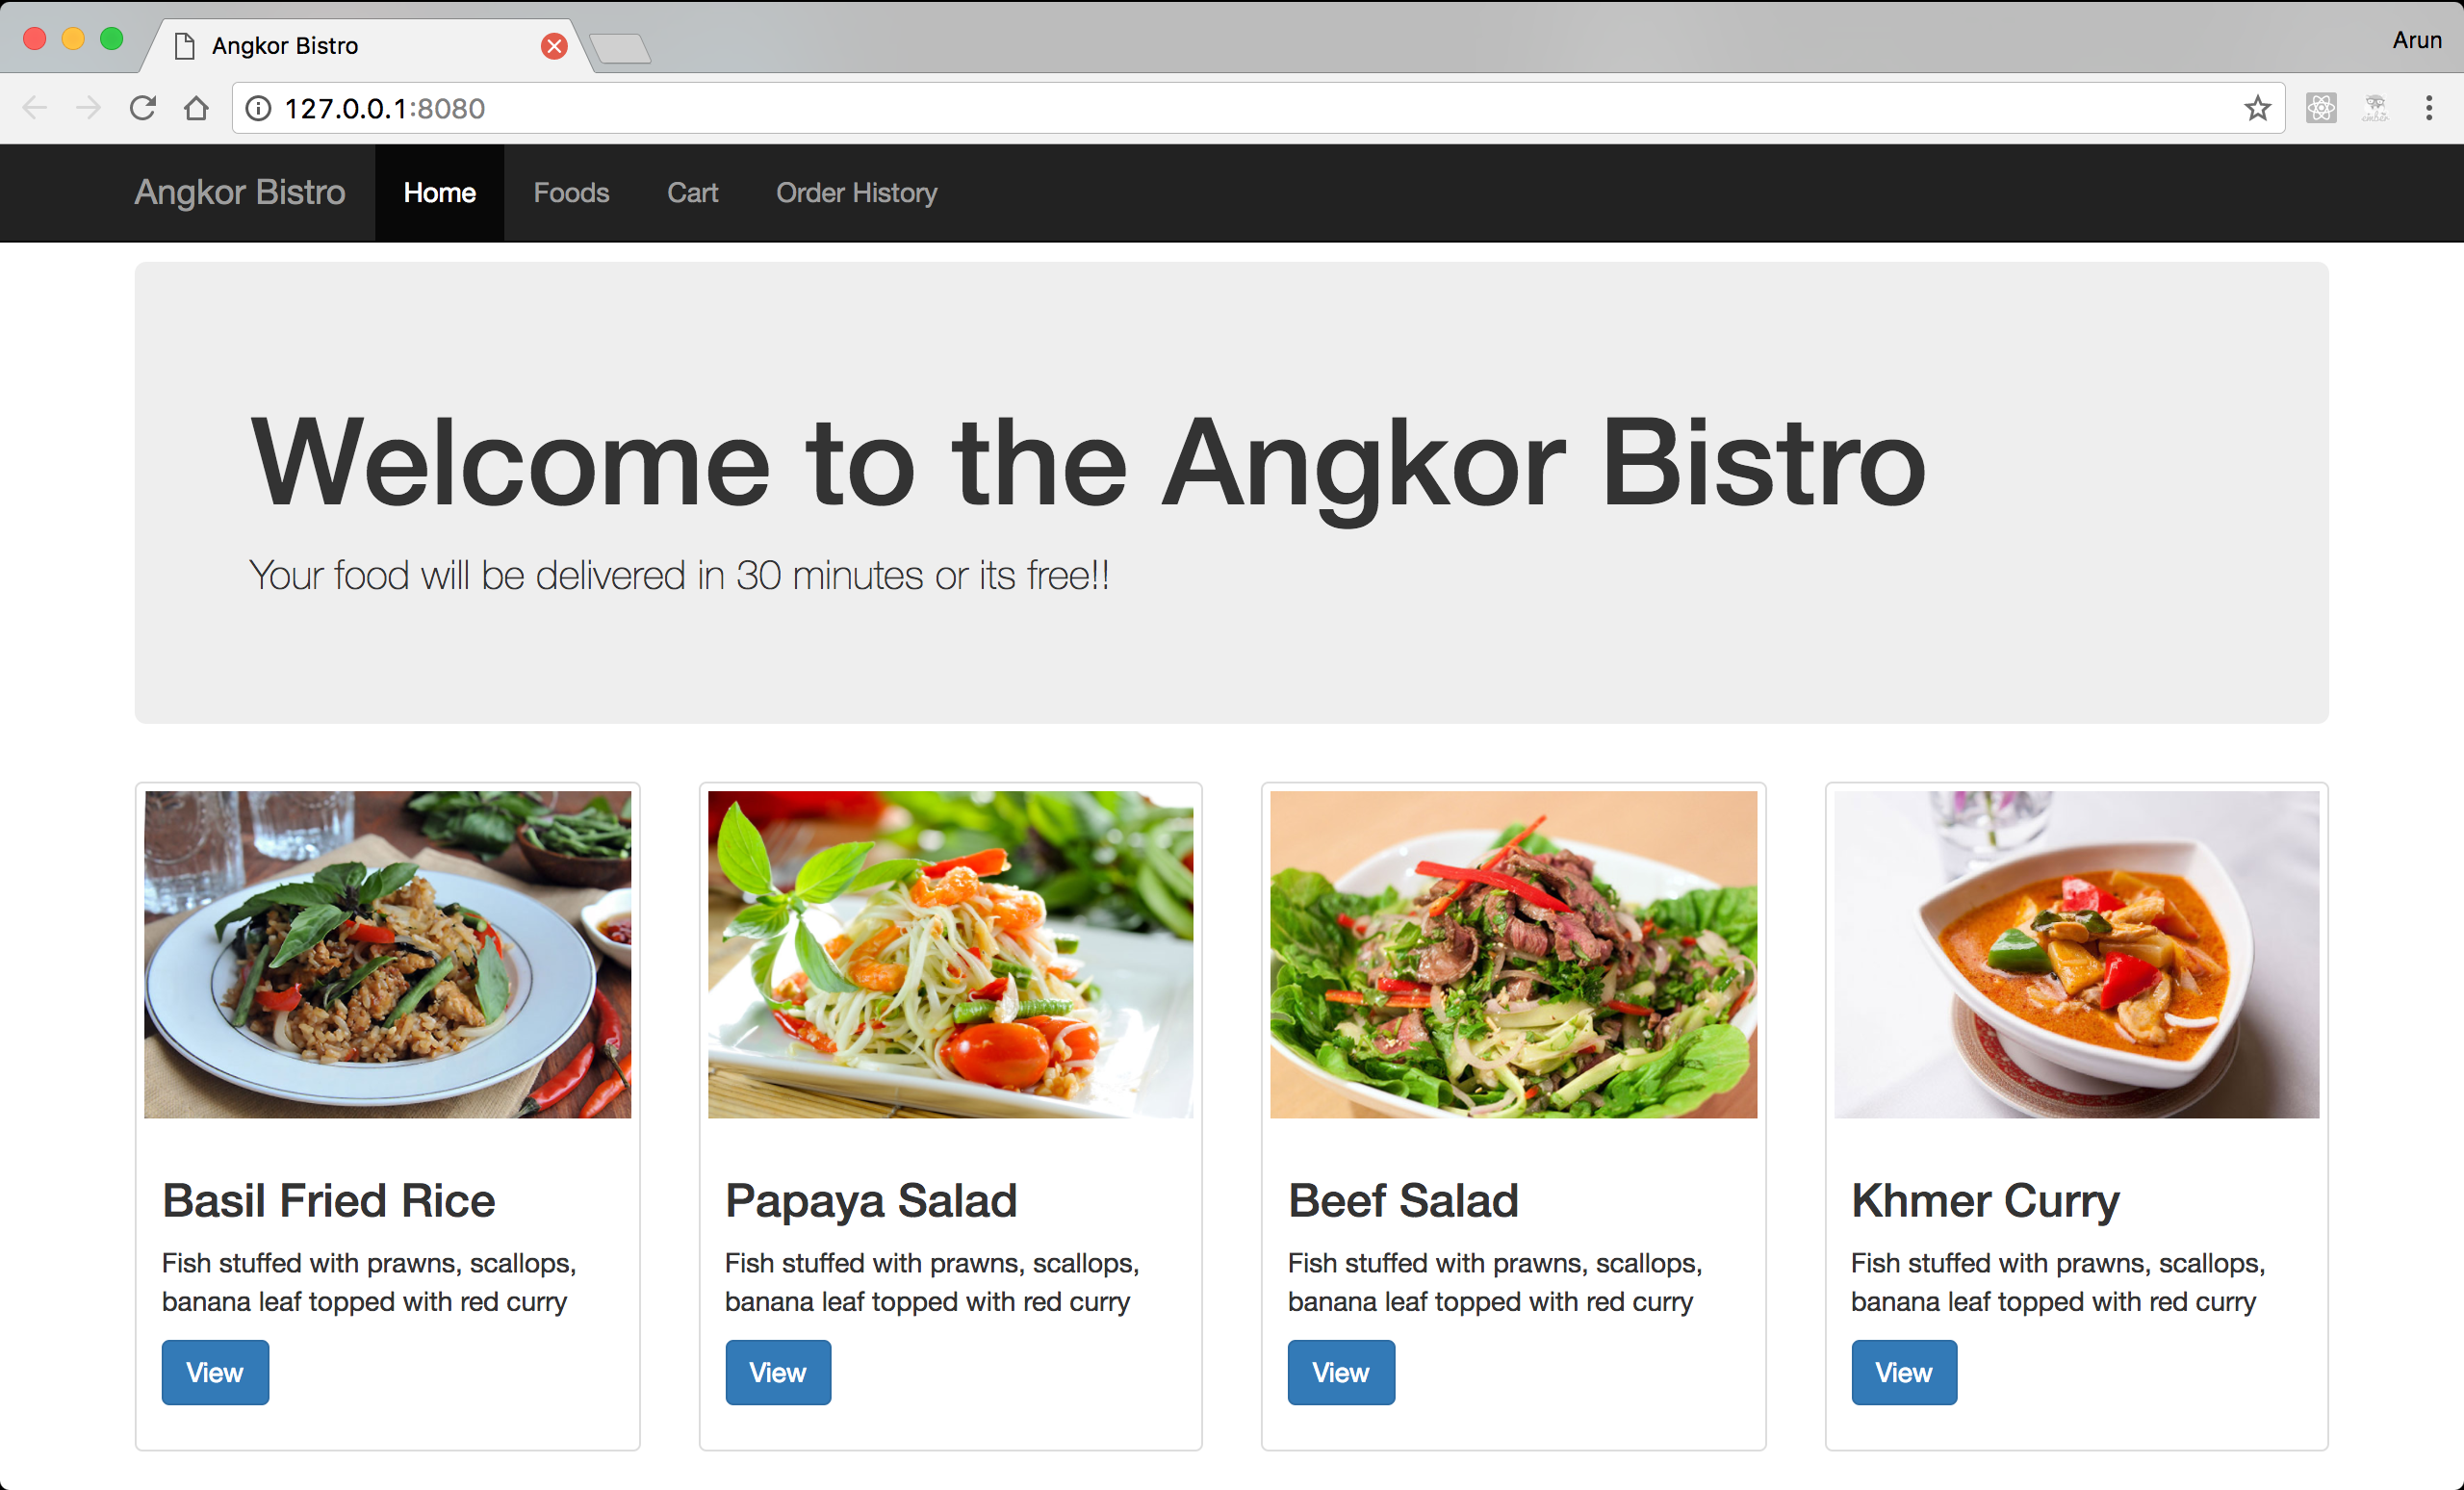 Angkor Bistro
Arun
127.0.0.1:8080
ember
Angkor Bistro Home Foods Cart Order History
Welcome to the Angkor Bistro
Your food will be delivered in 30 minutes or its free!!
Basil Fried Rice
Fish stuffed with prawns, scallops,
banana leaf topped with red curry
View
Papaya Salad
Fish stuffed with prawns, scallops,
banana leaf topped with red curry
View
Beef Salad
Fish stuffed with prawns, scallops,
banana leaf topped with red curry
View
Khmer Curry
Fish stuffed with prawns, scallops,
banana leaf topped with red curry
View